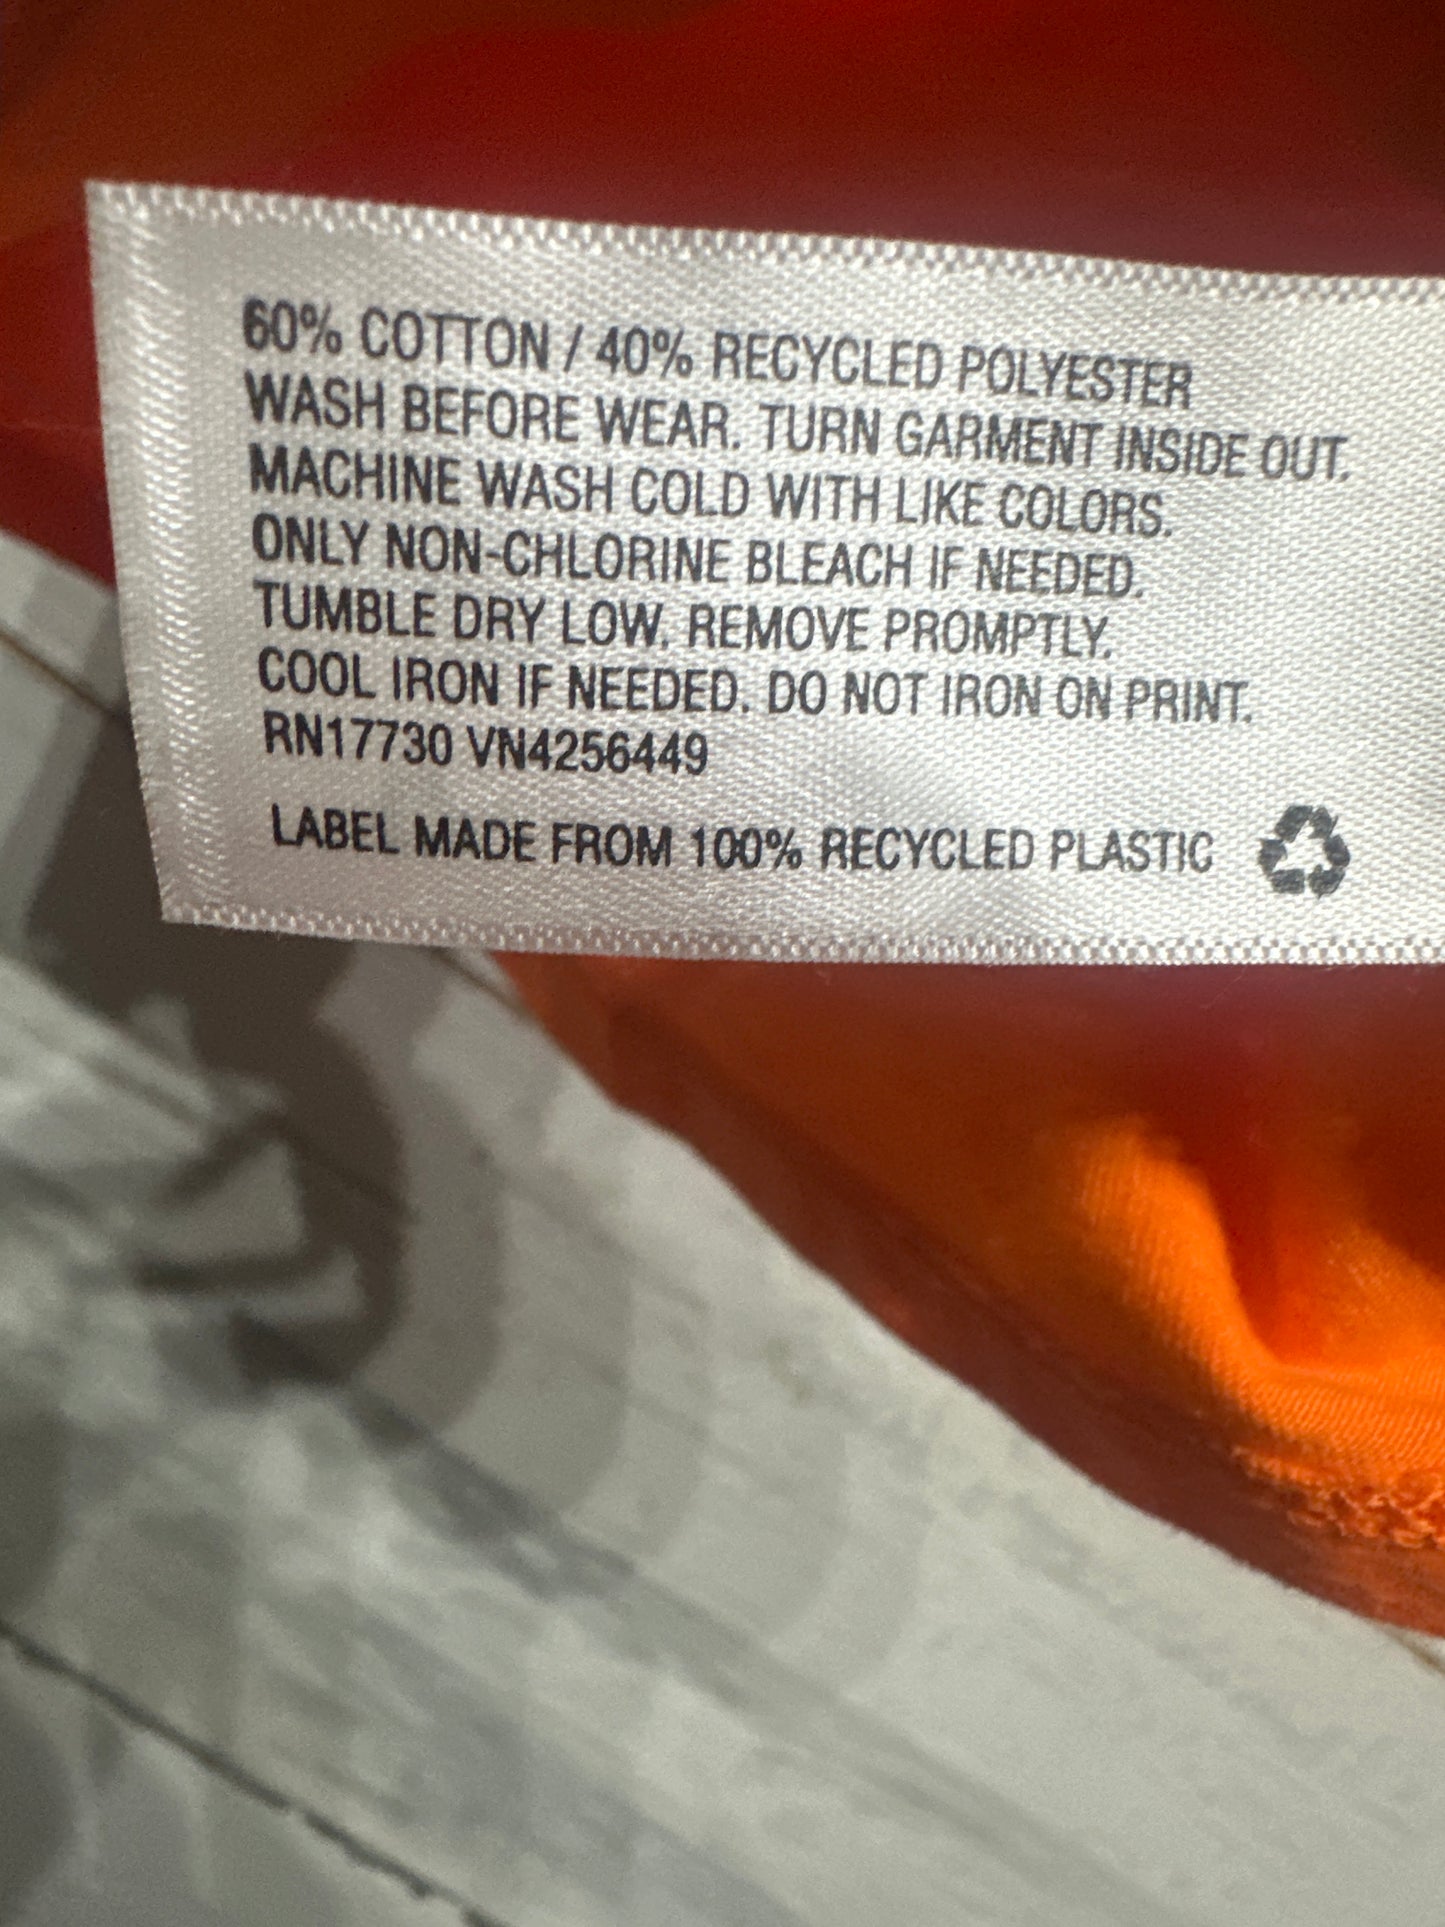 60% COTTON / 40% RECYCLED POLYESTER
WASH BEFORE WEAR. TURN GARMENT INSIDE OUT.
MACHINE WASH COLD WITH LIKE COLORS.
ONLY NON-CHLORINE BLEACH IF NEEDED.
TUMBLE DRY LOW. REMOVE PROMPTLY.
COOL IRON IF NEEDED. DO NOT IRON ON PRINT.
RN17730 VN4256449
LABEL MADE FROM 100% RECYCLED PLASTIC